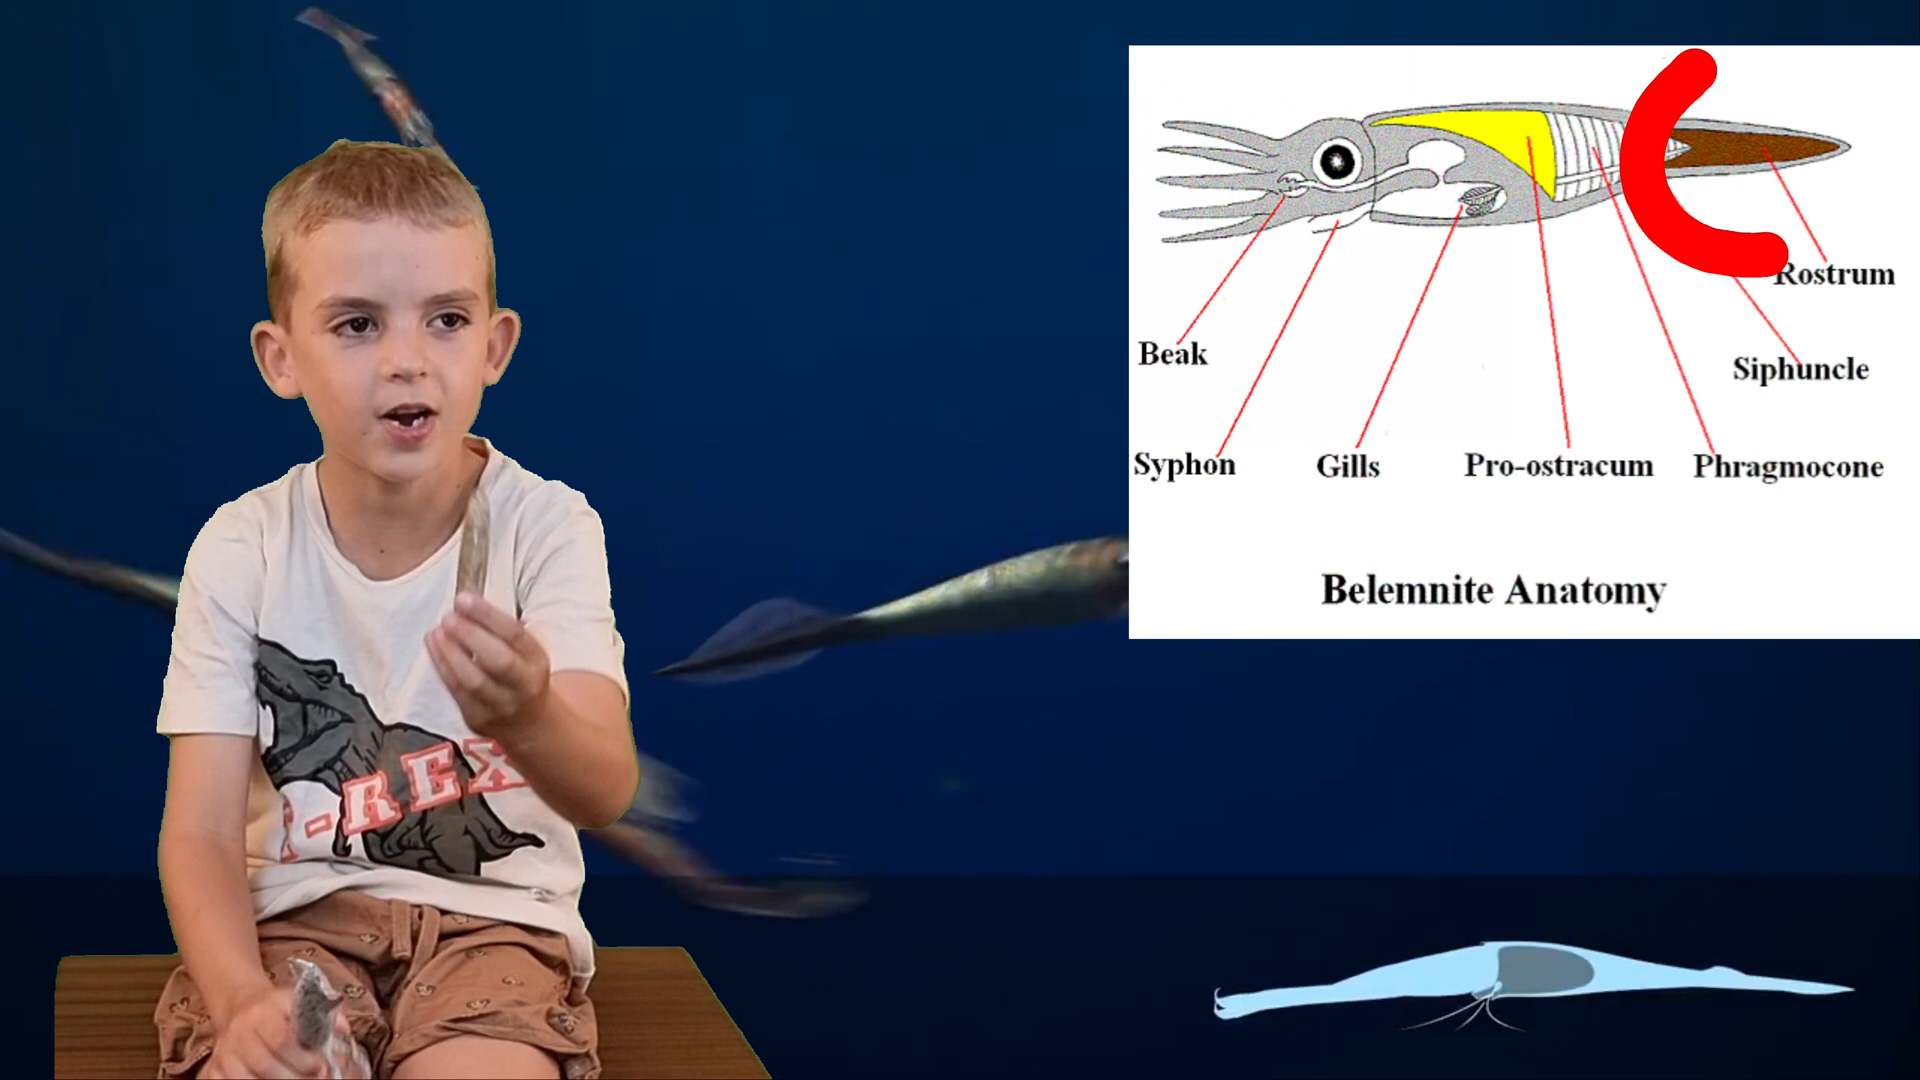 Rostrum
Beak
Siphuncle
Syphon
Gills
Pro-ostracum
Phragmocone
Belemnite Anatomy
-REX